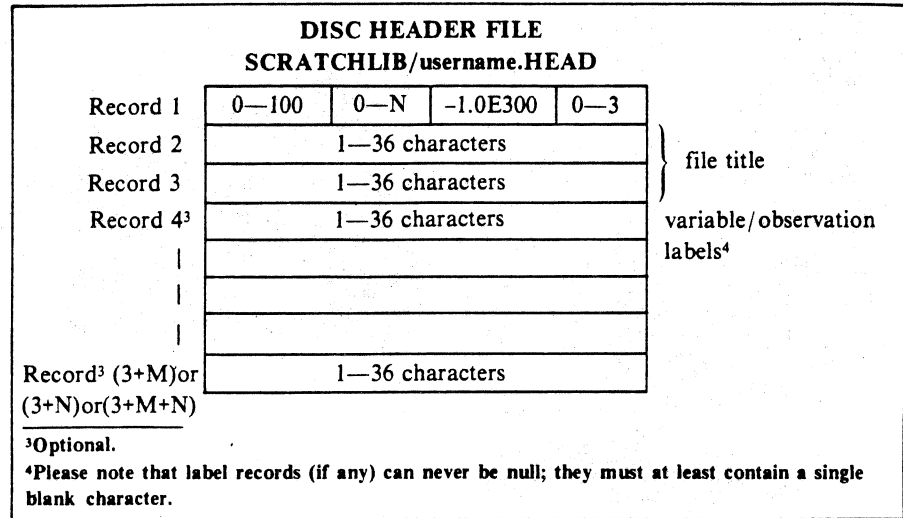 DISC HEADER FILE
SCRATCHLIB/username.HEAD
Record 1 0—100 0—N -1.0E300 0—3
Record 2 1—36 characters
file title
Record 3 1—36 characters
Record 4³ 1—36 characters variable/observation
labels⁴
Record³ (3+M)or 1—36 characters
(3+N)or(3+M+N)
³Optional.
⁴Please note that label records (if any) can never be null; they must at least contain a single
blank character.